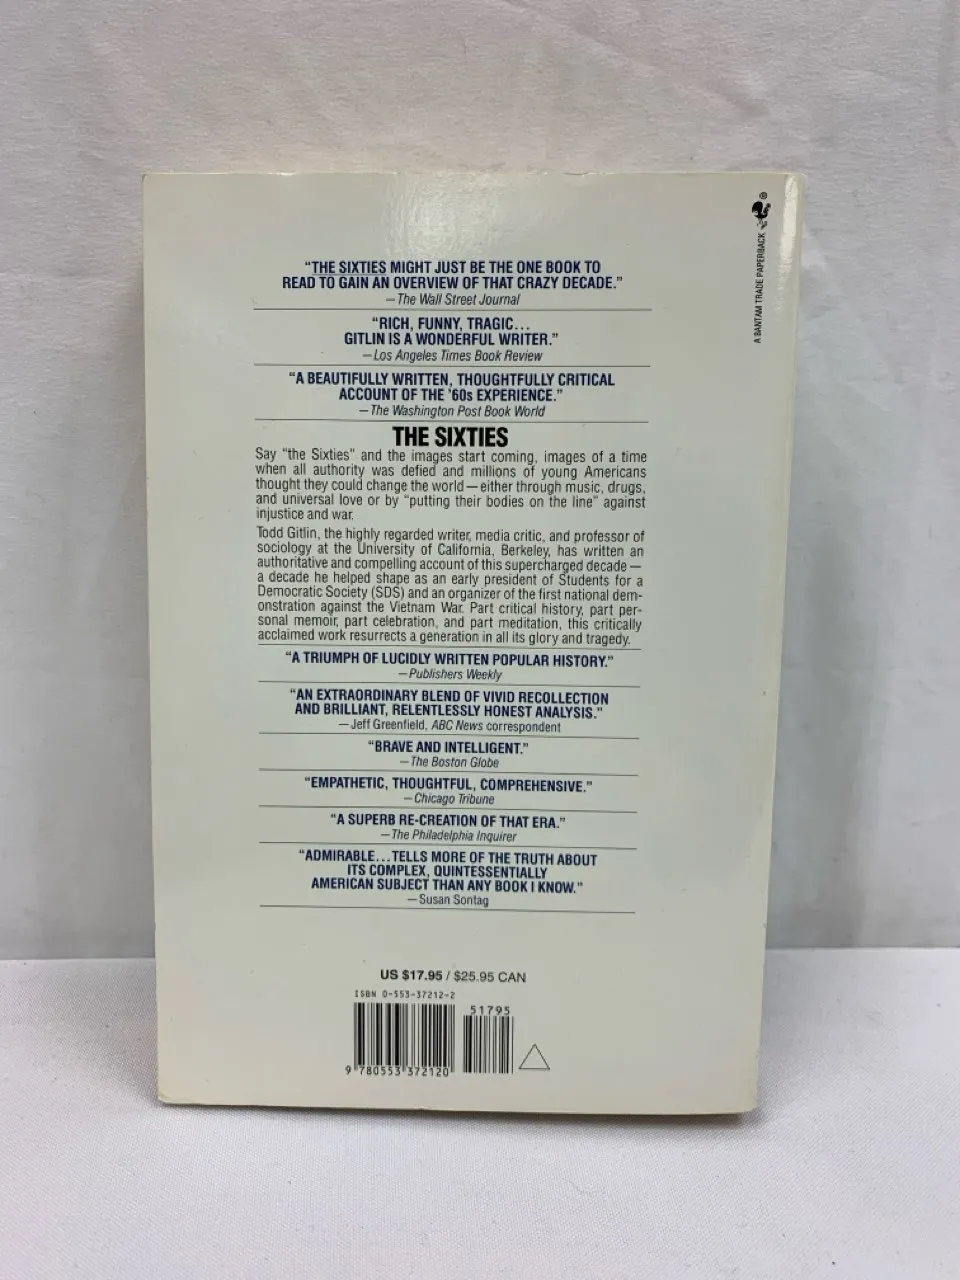 "THE SIXTIES MIGHT JUST BE THE ONE BOOK TO
READ TO GAIN AN OVERVIEW OF THAT CRAZY DECADE."
—The Wall Street Journal
"RICH, FUNNY, TRAGIC...
GITLIN IS A WONDERFUL WRITER."
—Los Angeles Times Book Review
"A BEAUTIFULLY WRITTEN, THOUGHTFULLY CRITICAL
ACCOUNT OF THE '60s EXPERIENCE."
—The Washington Post Book World
THE SIXTIES
Say "the Sixties" and the images start coming, images of a time
when all authority was defied and millions of young Americans
thought they could change the world—either through music, drugs,
and universal love or by "putting their bodies on the line" against
injustice and war.
Todd Gitlin, the highly regarded writer, media critic, and professor of
sociology at the University of California, Berkeley, has written an
authoritative and compelling account of this supercharged decade—
a decade he helped shape as an early president of Students for a
Democratic Society (SDS) and an organizer of the first national dem-
onstration against the Vietnam War. Part critical history, part per-
sonal memoir, part celebration, and part meditation, this critically
acclaimed work resurrects a generation in all its glory and tragedy.
"A TRIUMPH OF LUCIDLY WRITTEN POPULAR HISTORY."
—Publishers Weekly
"AN EXTRAORDINARY BLEND OF VIVID RECOLLECTION
AND BRILLIANT, RELENTLESSLY HONEST ANALYSIS."
—Jeff Greenfield, ABC News correspondent
"BRAVE AND INTELLIGENT."
—The Boston Globe
"EMPATHETIC, THOUGHTFUL, COMPREHENSIVE."
—Chicago Tribune
"A SUPERB RE-CREATION OF THAT ERA."
—The Philadelphia Inquirer
"ADMIRABLE...TELLS MORE OF THE TRUTH ABOUT
ITS COMPLEX, QUINTESSENTIALLY
AMERICAN SUBJECT THAN ANY BOOK I KNOW."
—Susan Sontag
US $17.95 / $25.95 CAN
ISBN 0-553-37212-2
51795
9 780553 372120
A BANTAM TRADE PAPERBACK ®